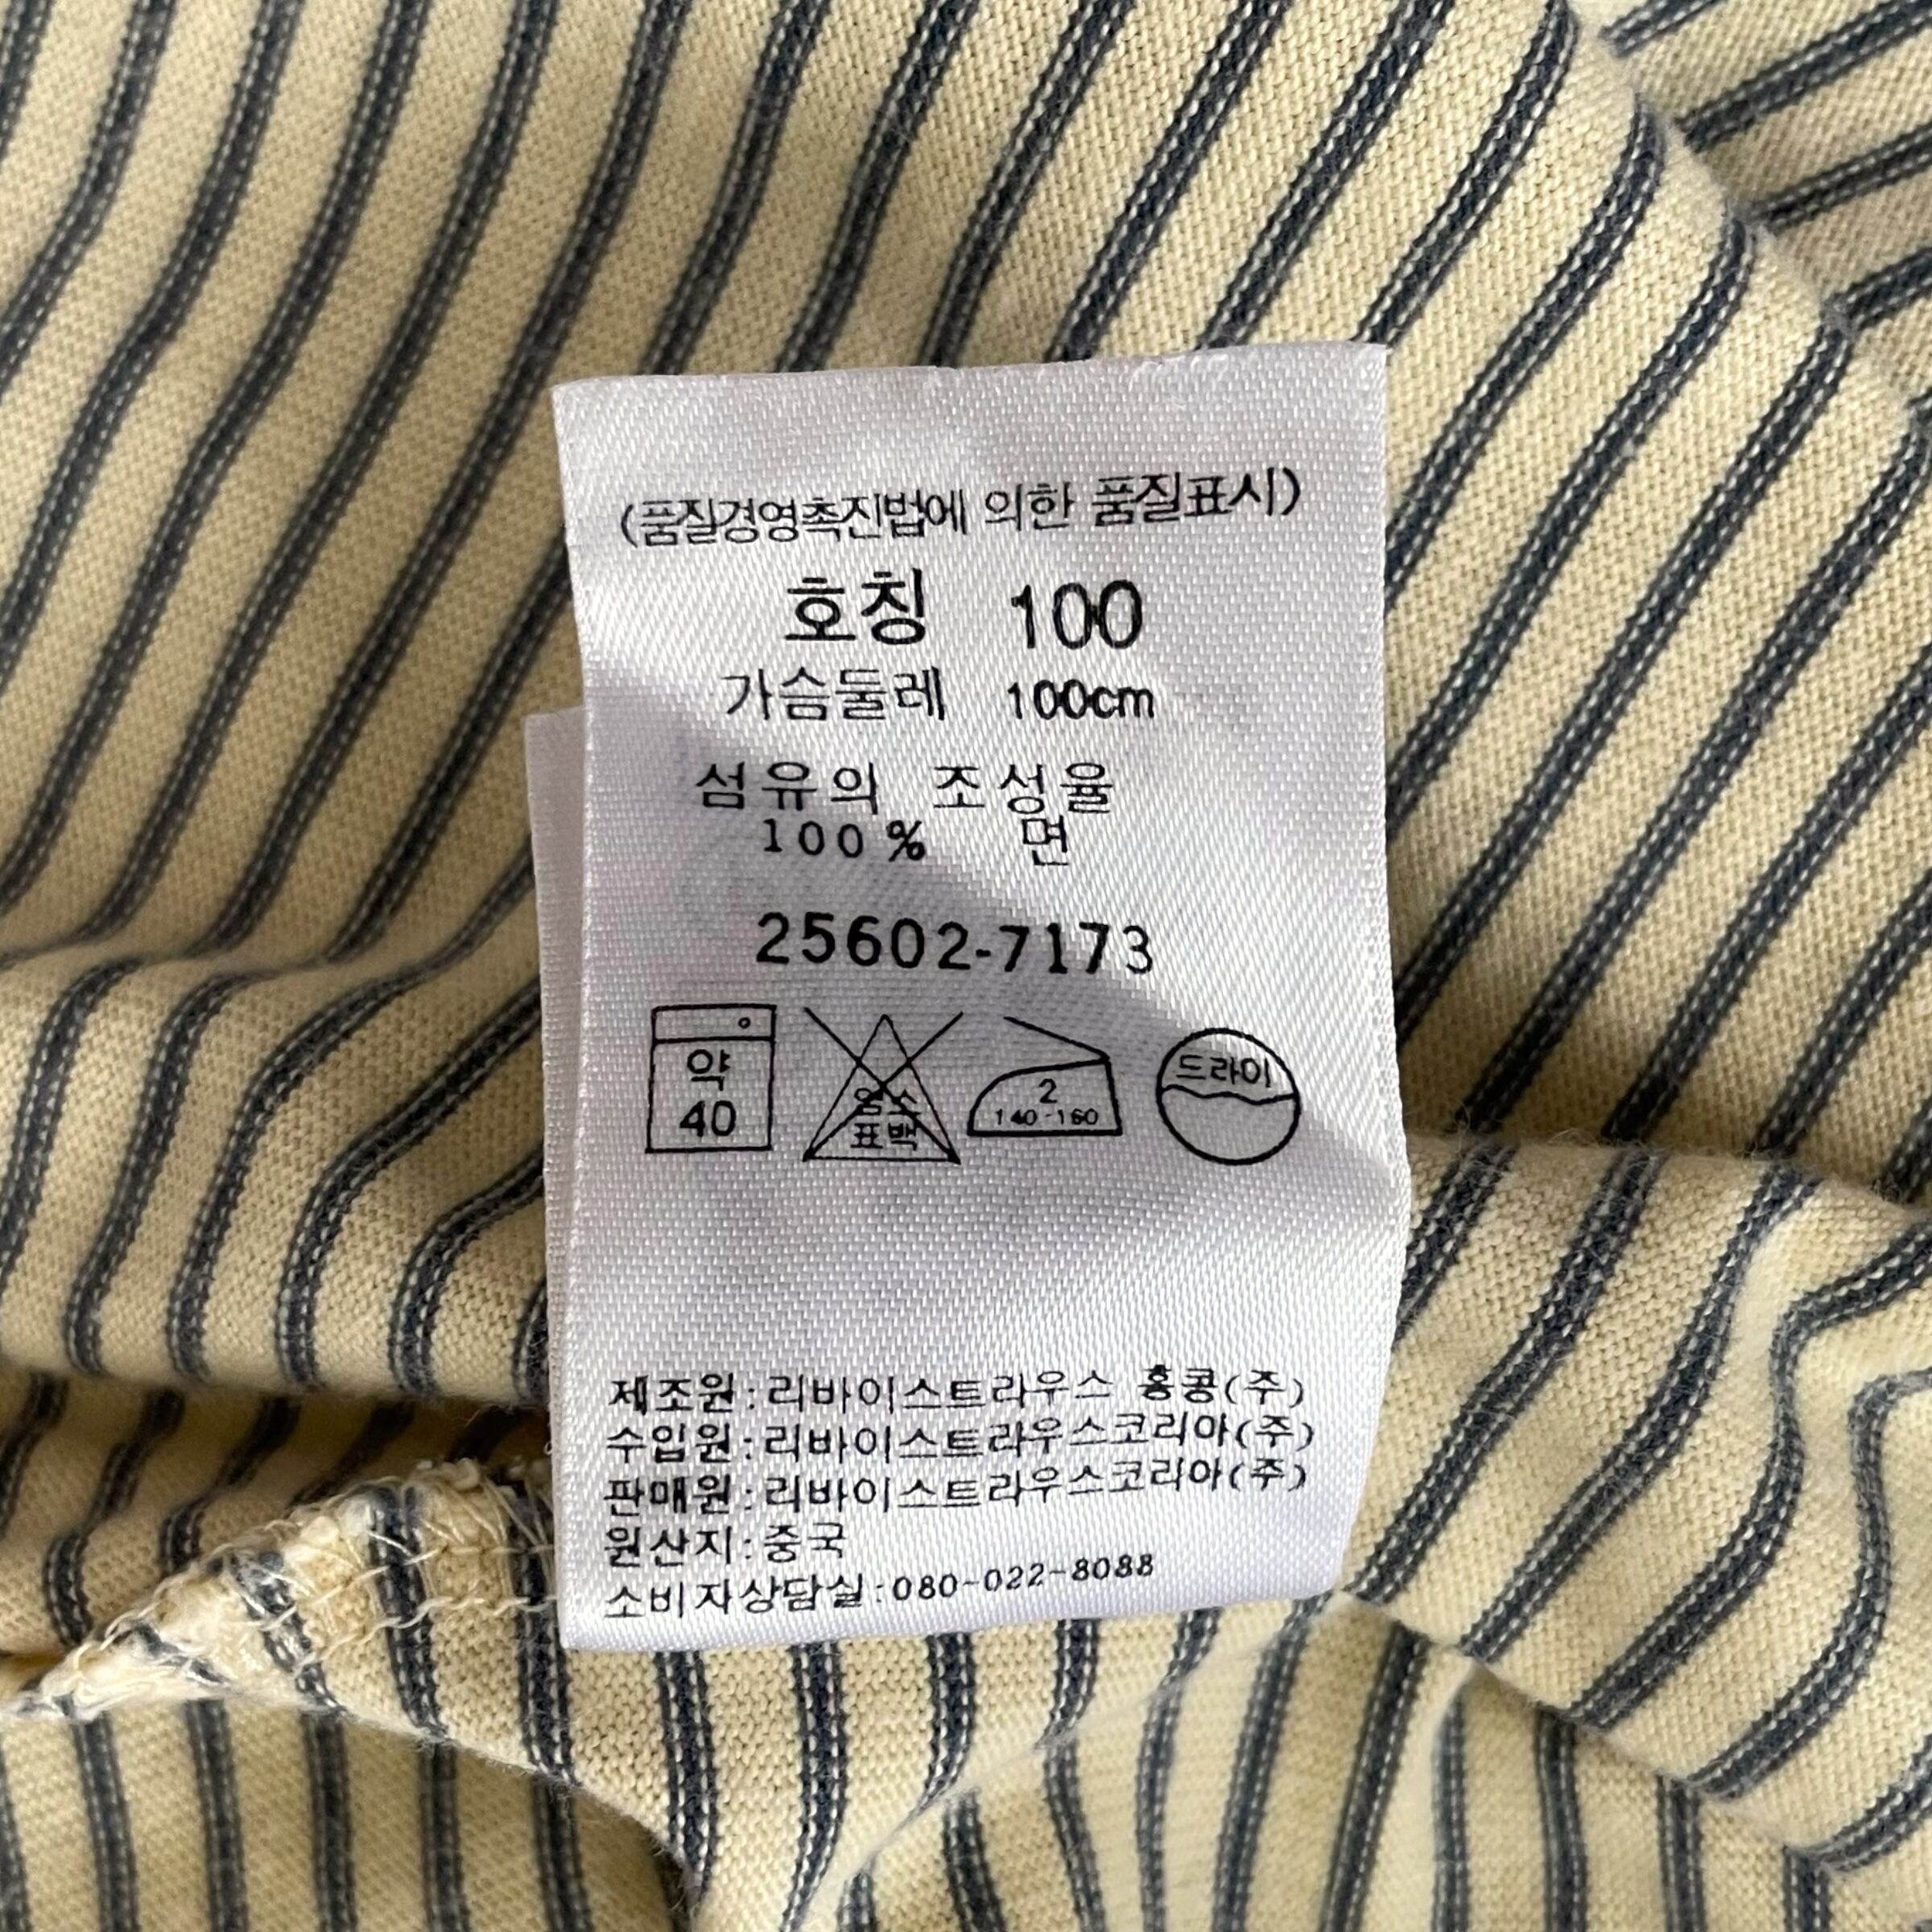 (품질경영촉진법에 의한 품질표시)
호칭 100
가슴둘레 100cm
섬유의 조성율
100% 면
25602-7173
약
40
염소
표백
2
140-160
드라이
제조원:리바이스트라우스 홍콩(주)
수입원:리바이스트라우스코리아(주)
판매원:리바이스트라우스코리아(주)
원산지:중국
소비자상담실:080-022-8088